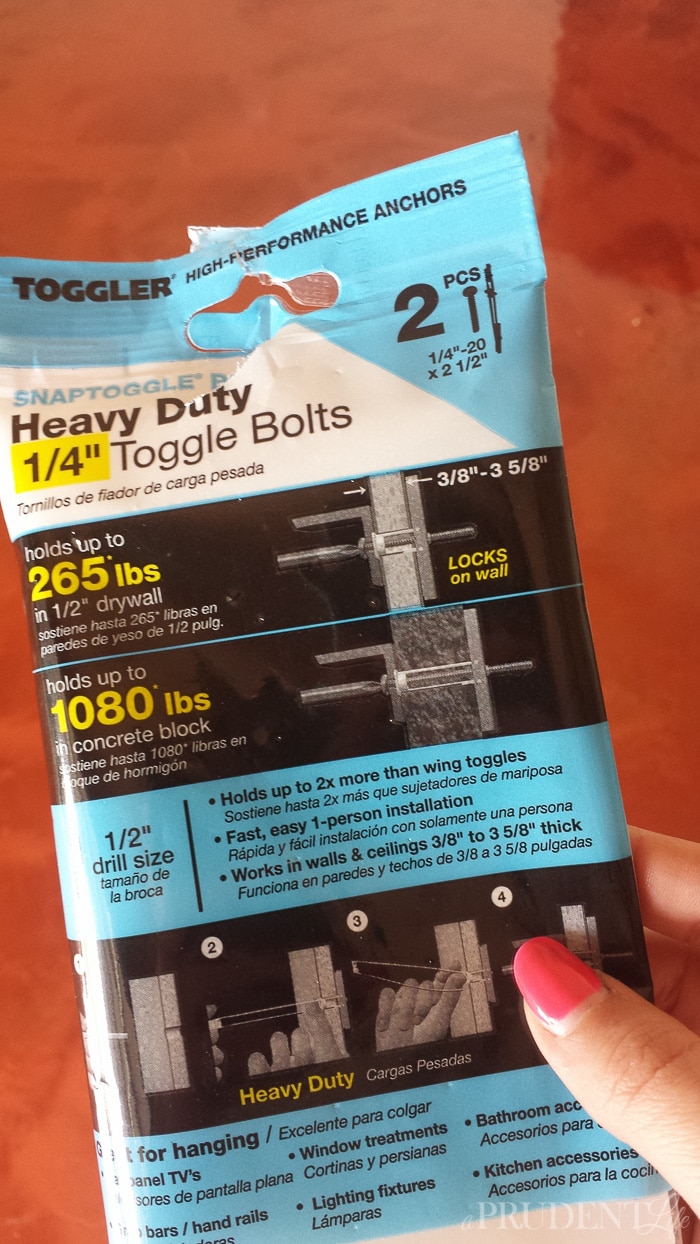 TOGGLER® HIGH-PERFORMANCE ANCHORS
2 PCS
1/4"-20
x 2 1/2"
SNAPTOGGLE®
Heavy Duty
1/4" Toggle Bolts
Tornillos de fiador de carga pesada
3/8"-3 5/8"
holds up to
265* lbs
in 1/2" drywall
sostiene hasta 265* libras en
paredes de yeso de 1/2 pulg.
LOCKS
on wall
holds up to
1080* lbs
in concrete block
sostiene hasta 1080* libras en
bloque de hormigón
1/2"
drill size
tamaño de
la broca
• Holds up to 2x more than wing toggles
Sostiene hasta 2x más que sujetadores de mariposa
• Fast, easy 1-person installation
Rápida y fácil instalación con solamente una persona
• Works in walls & ceilings 3/8" to 3 5/8" thick
Funciona en paredes y techos de 3/8 a 3 5/8 pulgadas
2
3
4
Heavy Duty Cargas Pesadas
for hanging / Excelente para colgar
panel TV's
de pantalla plana
bars / hand rails
• Window treatments
Cortinas y persianas
• Lighting fixtures
Lámparas
• Bathroom acc
Accesorios para
• Kitchen accessories
Accesorios para la coci
a PRUDENT Life